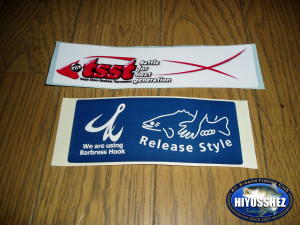 tsst
battle
for
next
generation
We are using
Barbress Hook
Release Style
HIYOSSHEZ